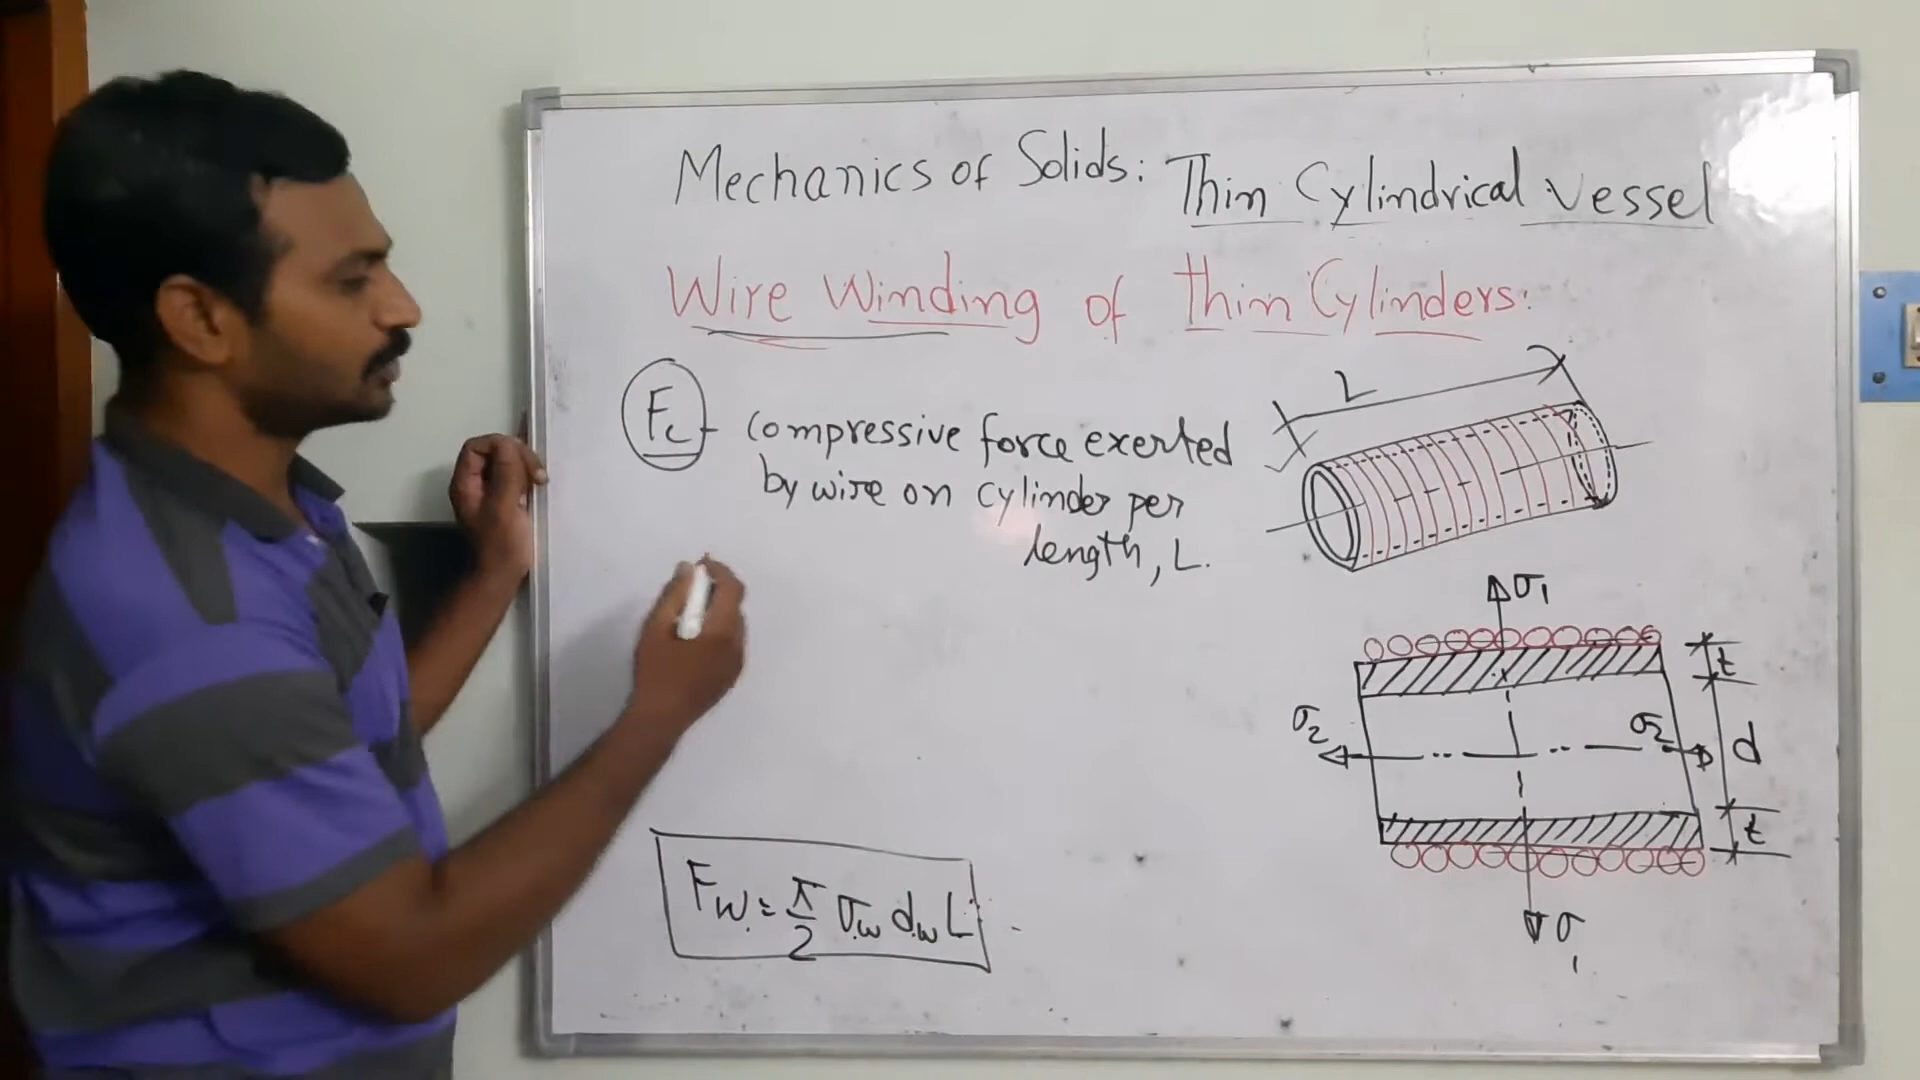 Mechanics of Solids: Thin Cylindrical Vessel
Wire Winding of thin Cylinders:
Fc - compressive force exerted
by wire on cylinder per
length, L.
L
σ1
t
σ2 σ2 d
t
Fw = π/2 σw dw L
σ1